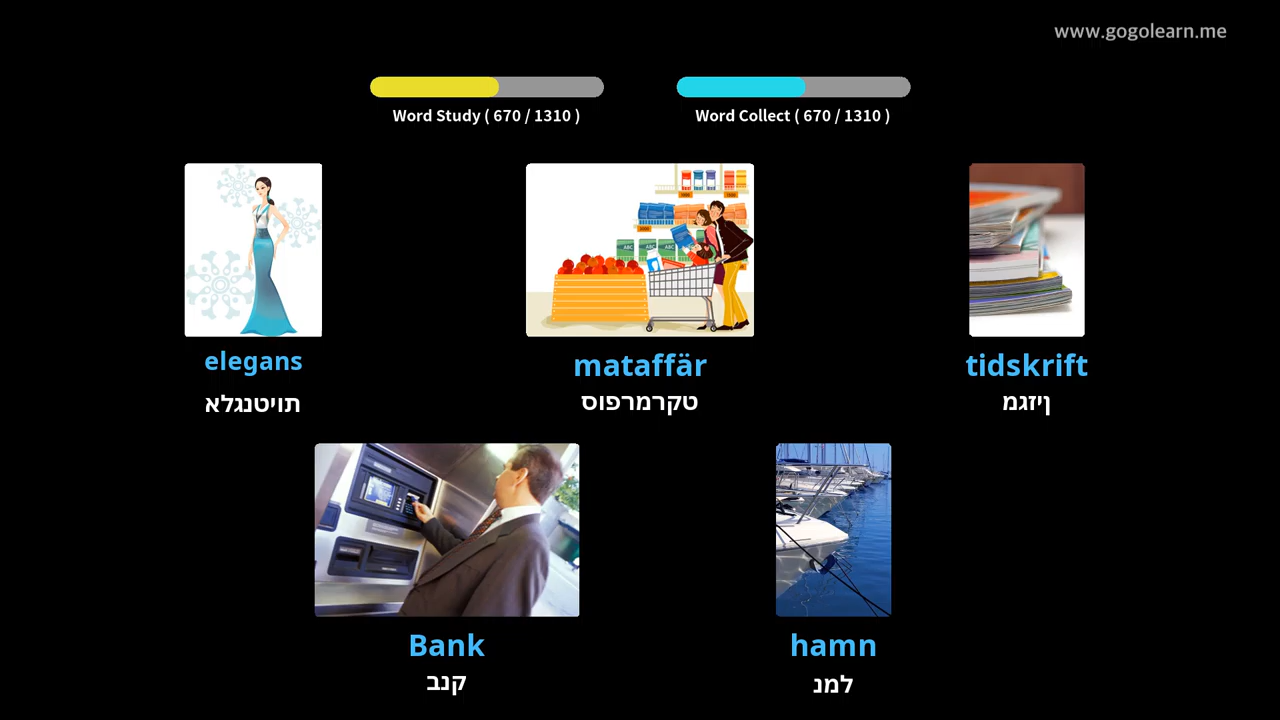 www.gogolearn.me
Word Study ( 670 / 1310 )
Word Collect ( 670 / 1310 )
elegans
תויטנגלא
mataffär
טקרמרפוס
tidskrift
ןיזגמ
Bank
קנב
hamn
למנ